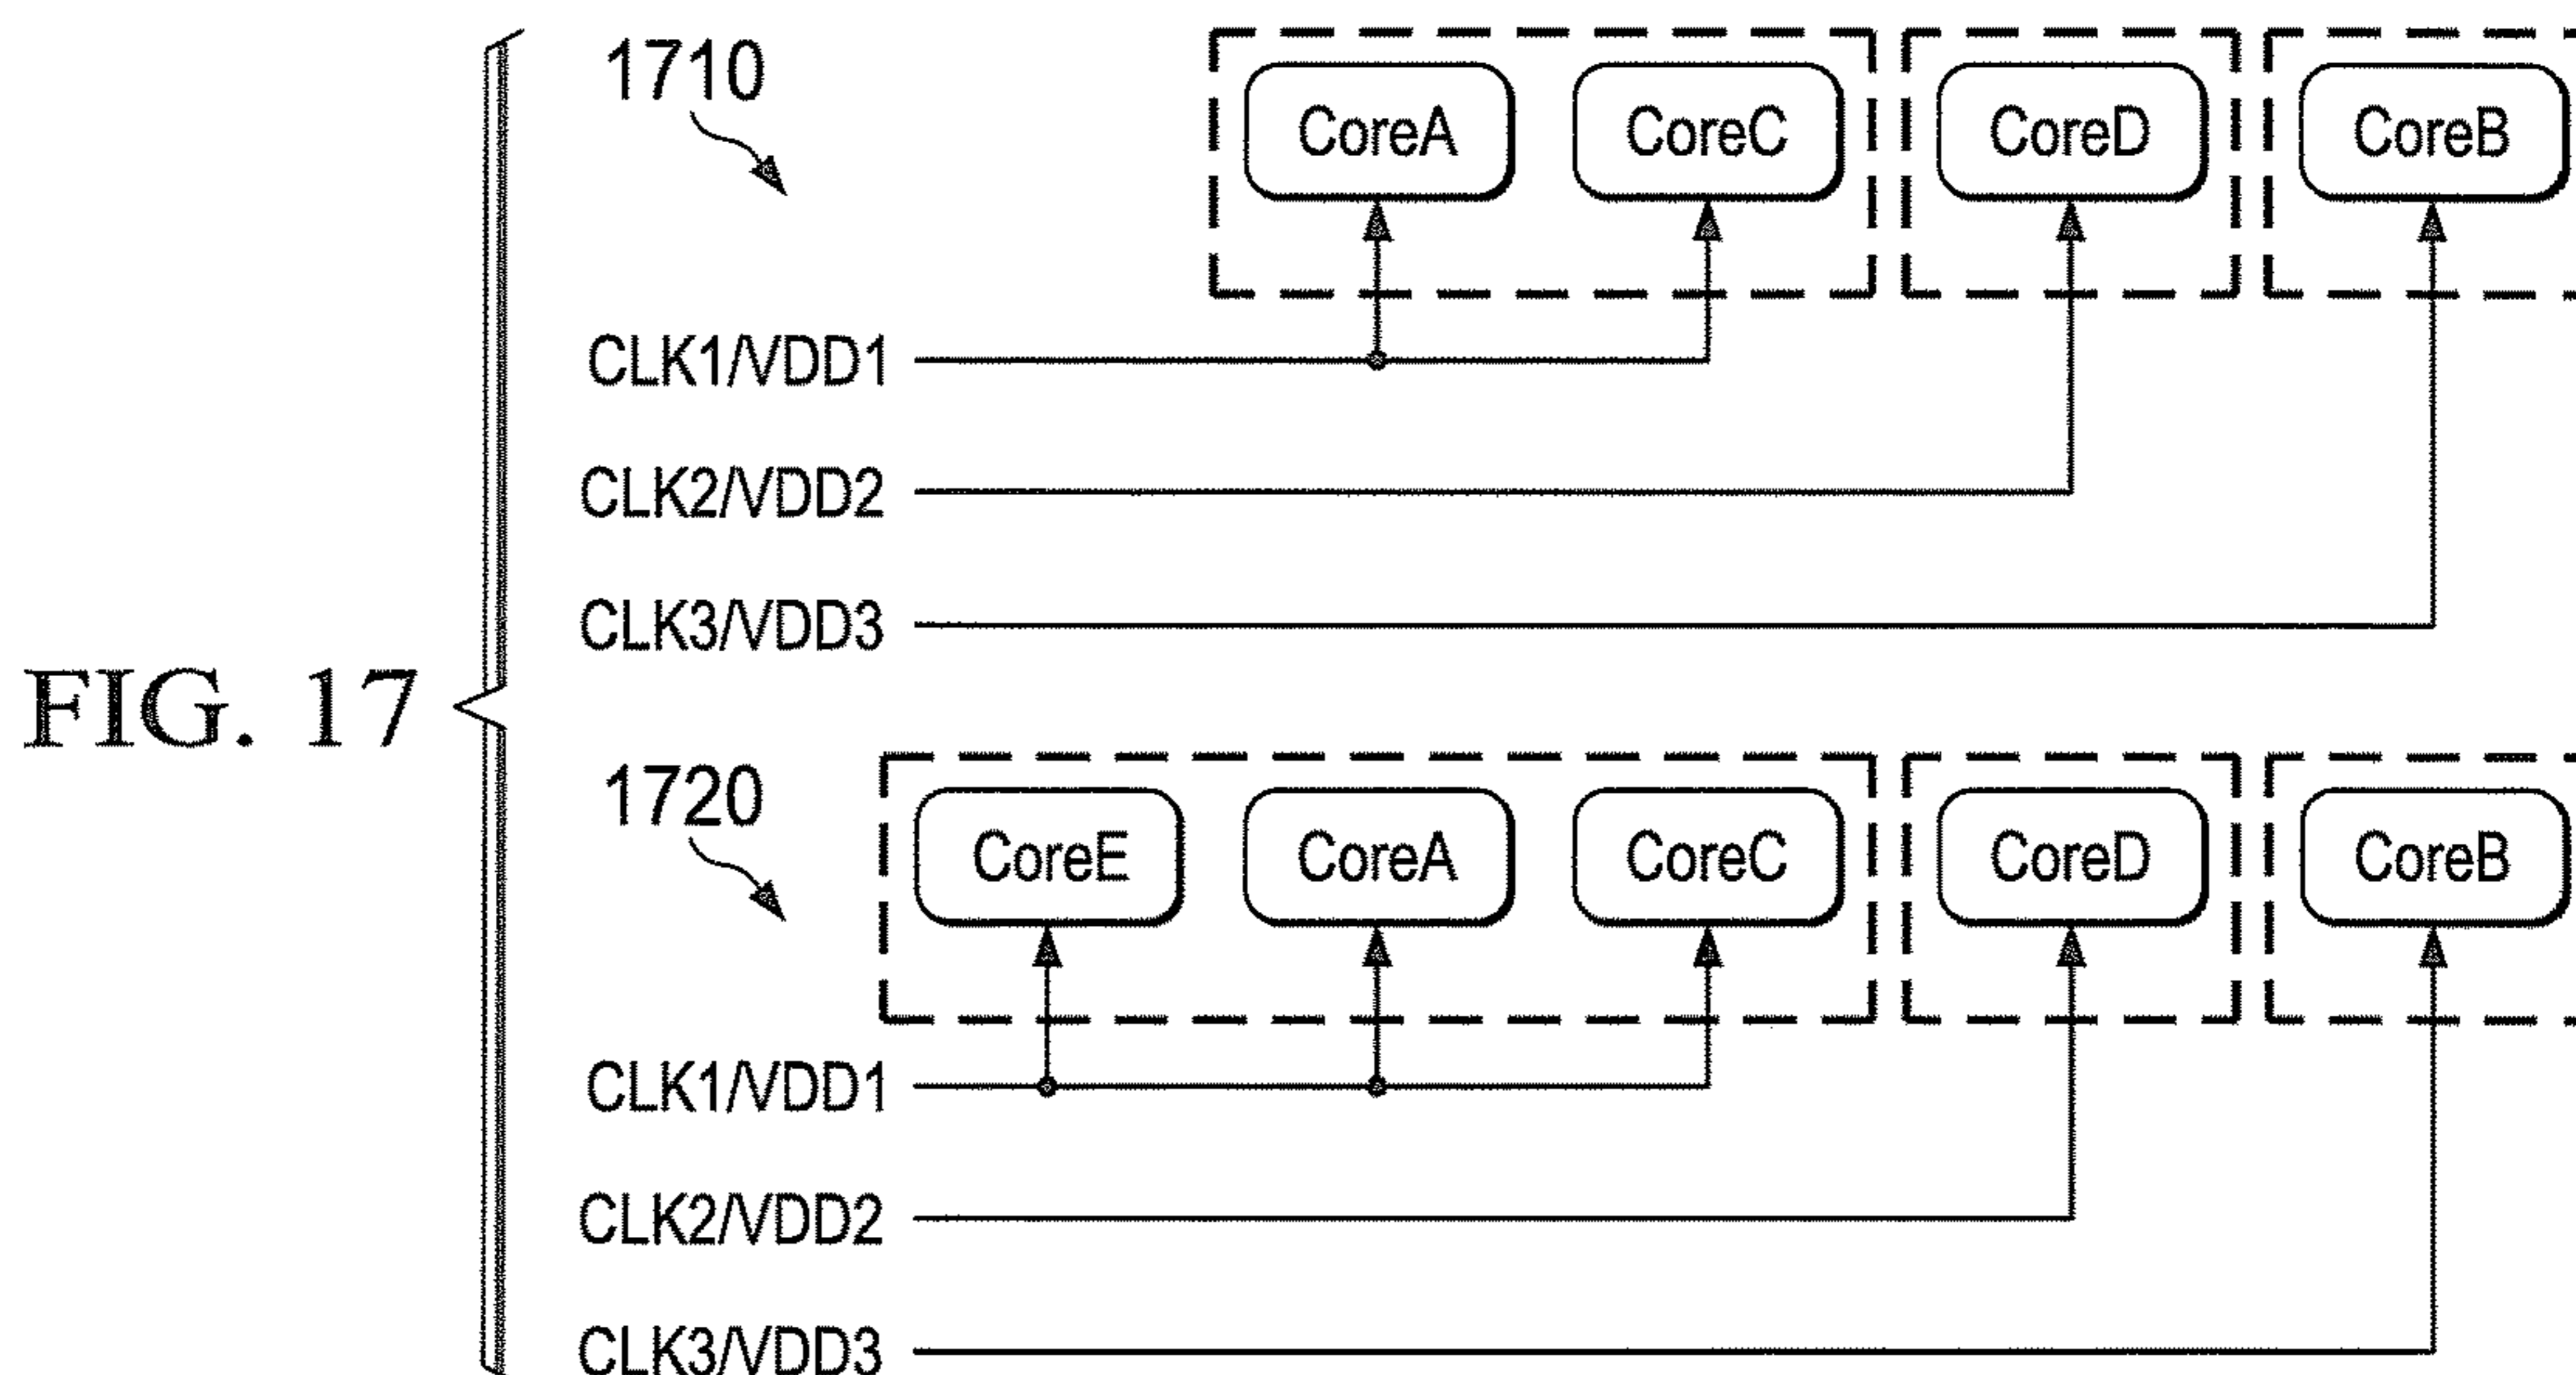 FIG. 17
1710
CoreA CoreC CoreD CoreB
CLK1/VDD1
CLK2/VDD2
CLK3/VDD3
1720
CoreE CoreA CoreC CoreD CoreB
CLK1/VDD1
CLK2/VDD2
CLK3/VDD3